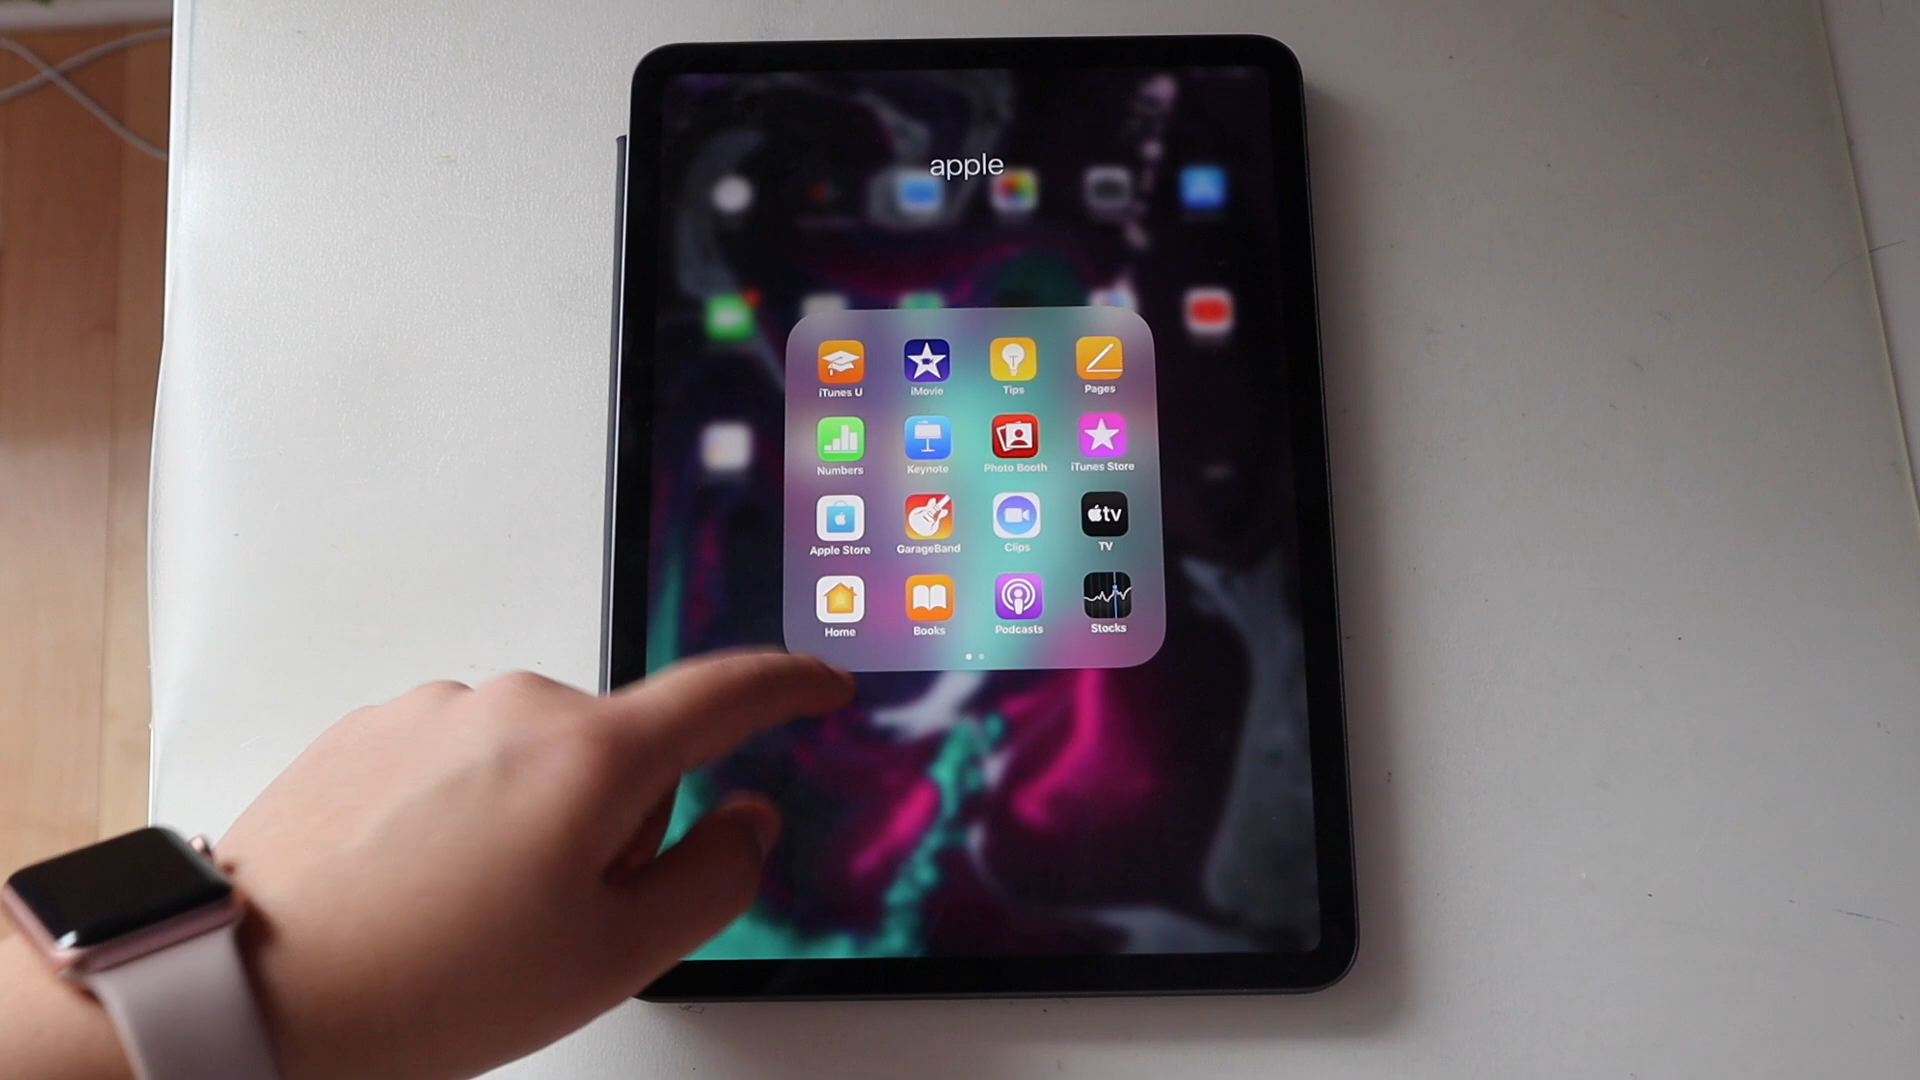 apple
iTunes U iMovie Tips Pages
Numbers Keynote Photo Booth iTunes Store
tv
Apple Store GarageBand Clips TV
Home Books Podcasts Stocks